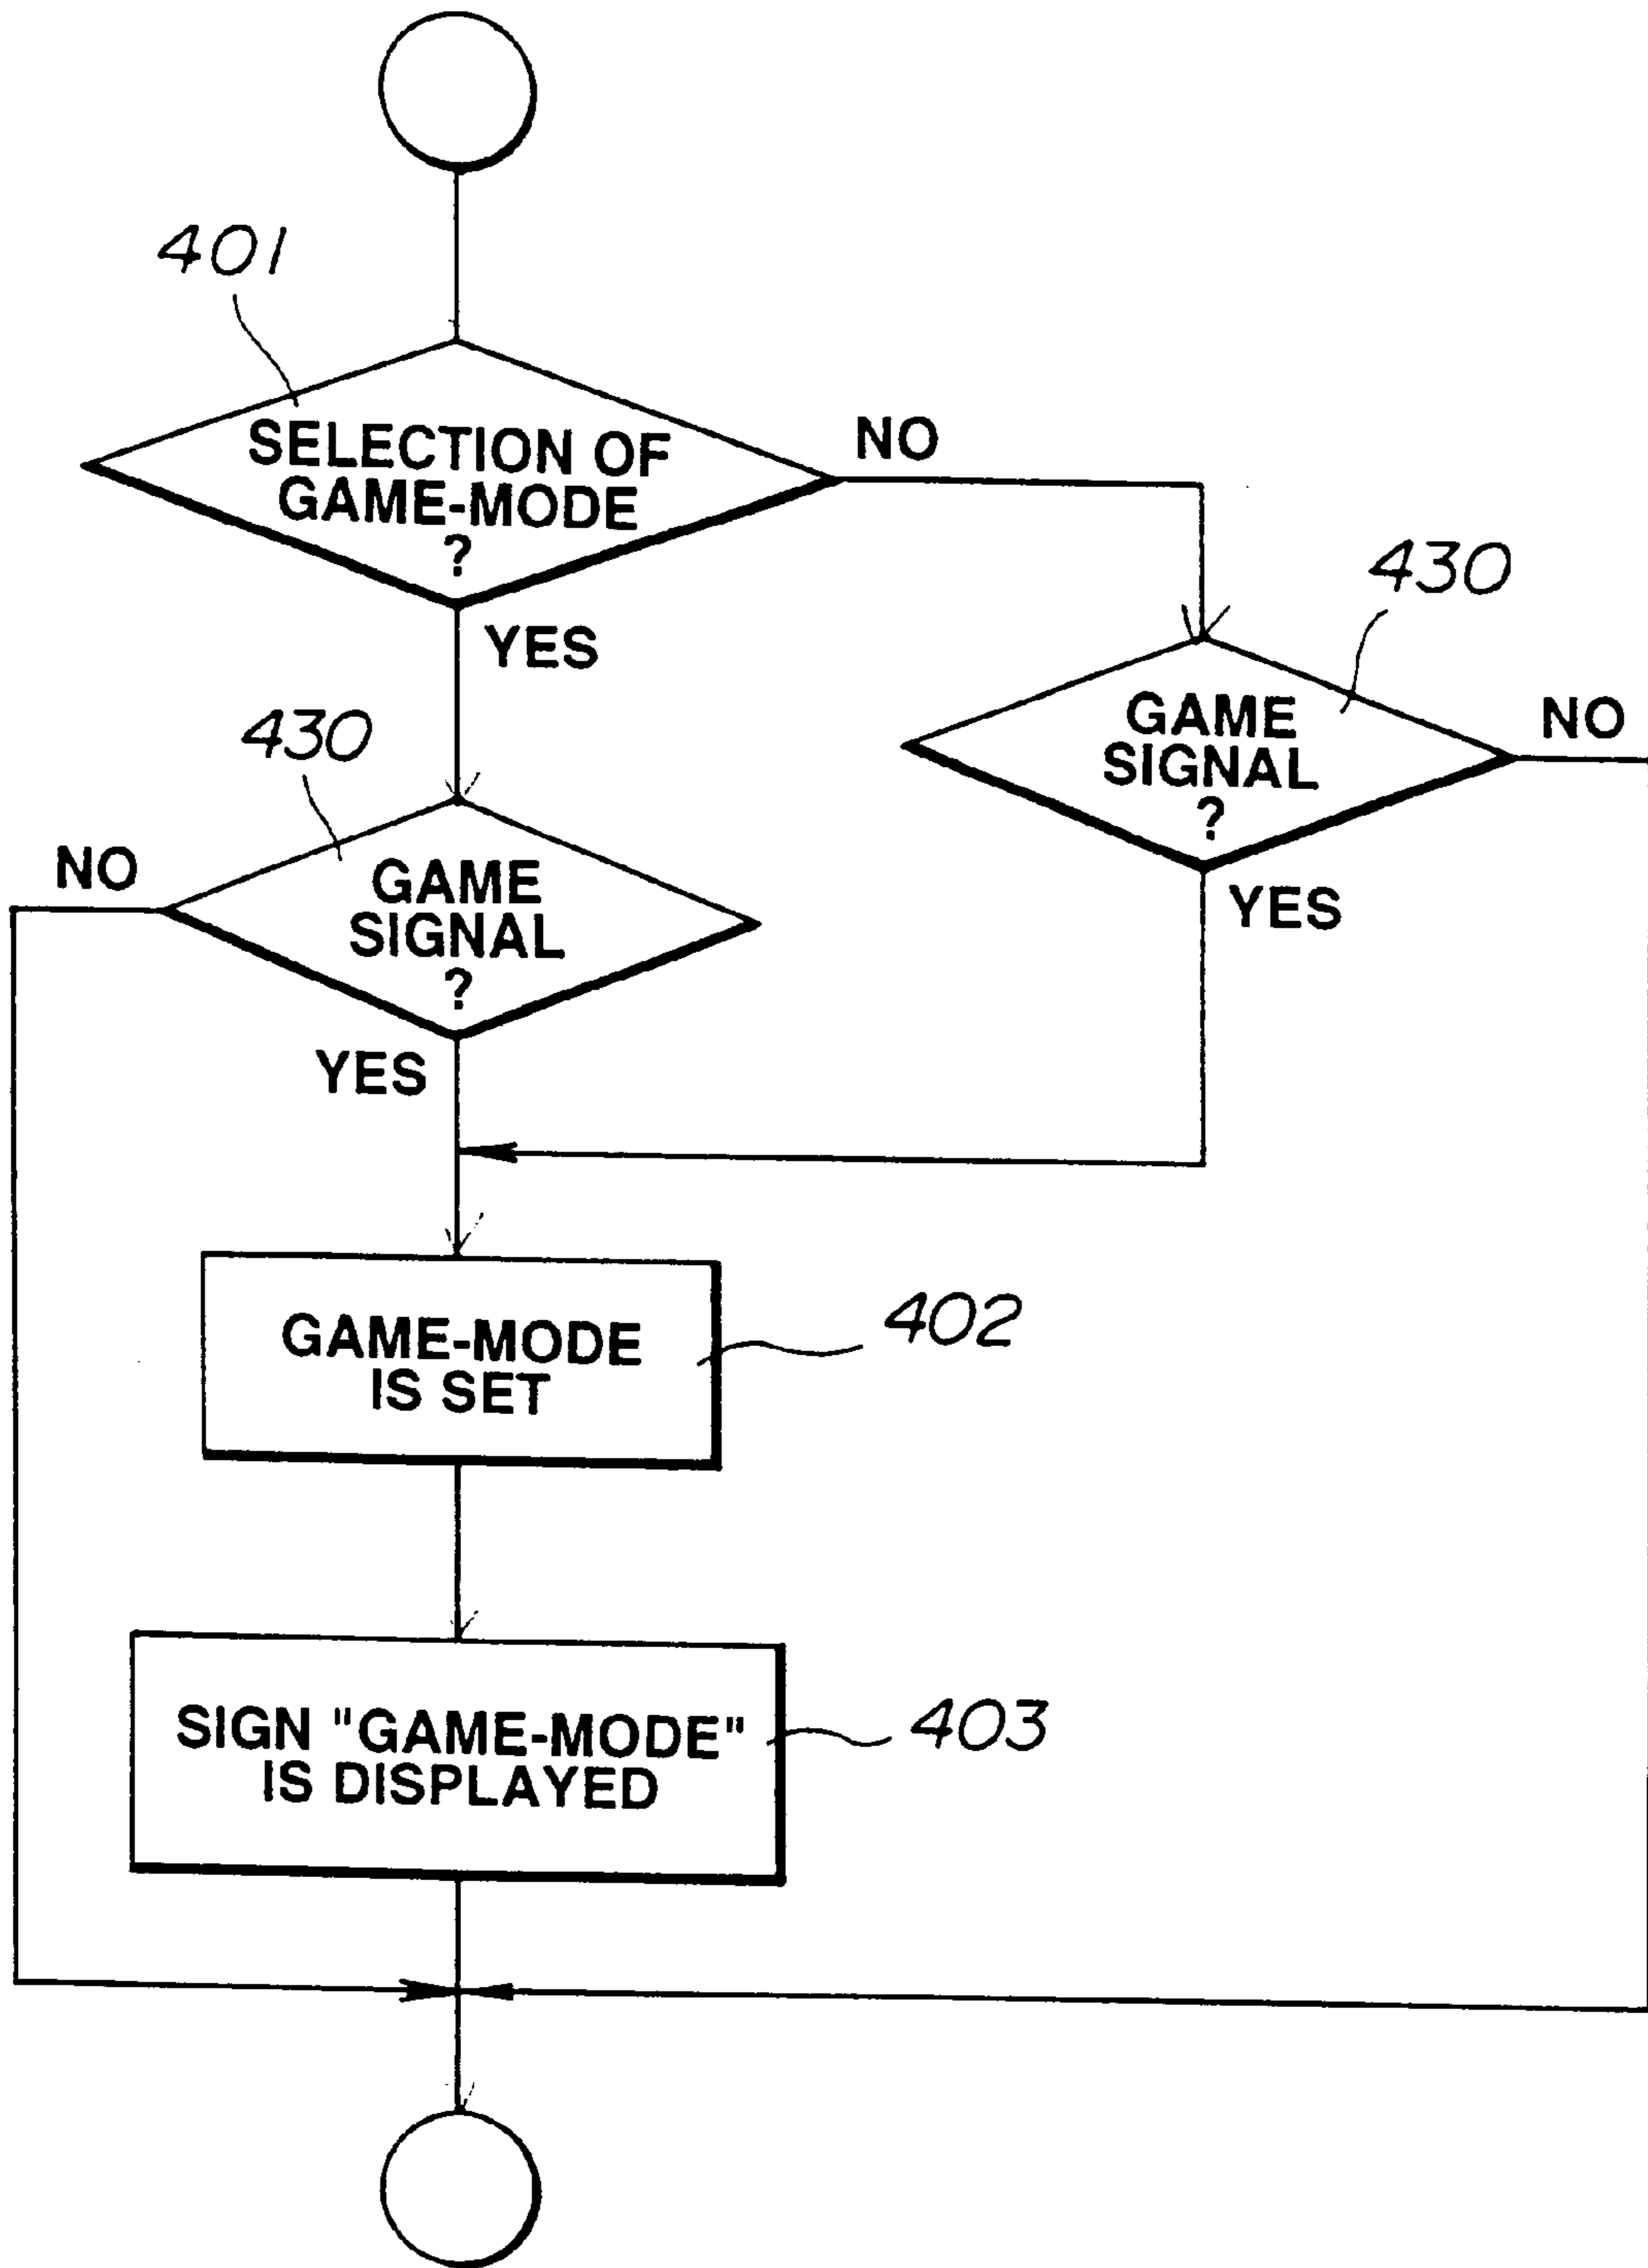 401
SELECTION OF
GAME-MODE
?
NO
YES
430
GAME
SIGNAL
?
NO
YES
430
NO
GAME
SIGNAL
?
YES
GAME-MODE
IS SET
402
SIGN "GAME-MODE"
IS DISPLAYED
403